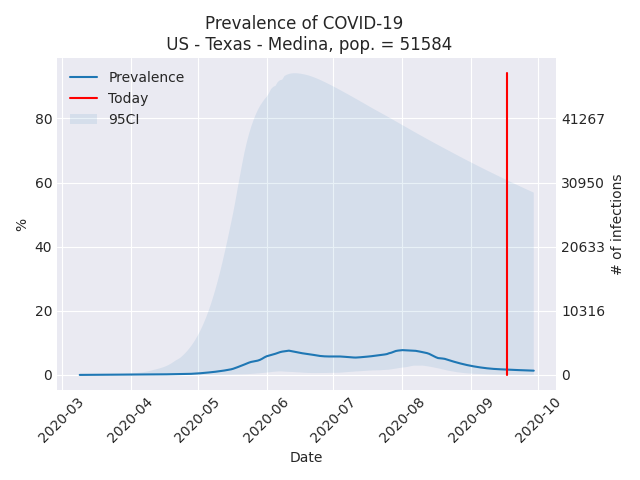 Prevalence of COVID-19
US - Texas - Medina, pop. = 51584
Prevalence
Today
95CI
%
80
60
40
20
0
41267
30950
20633
10316
0
# of infections
2020-03
2020-04
2020-05
2020-06
2020-07
2020-08
2020-09
2020-10
Date